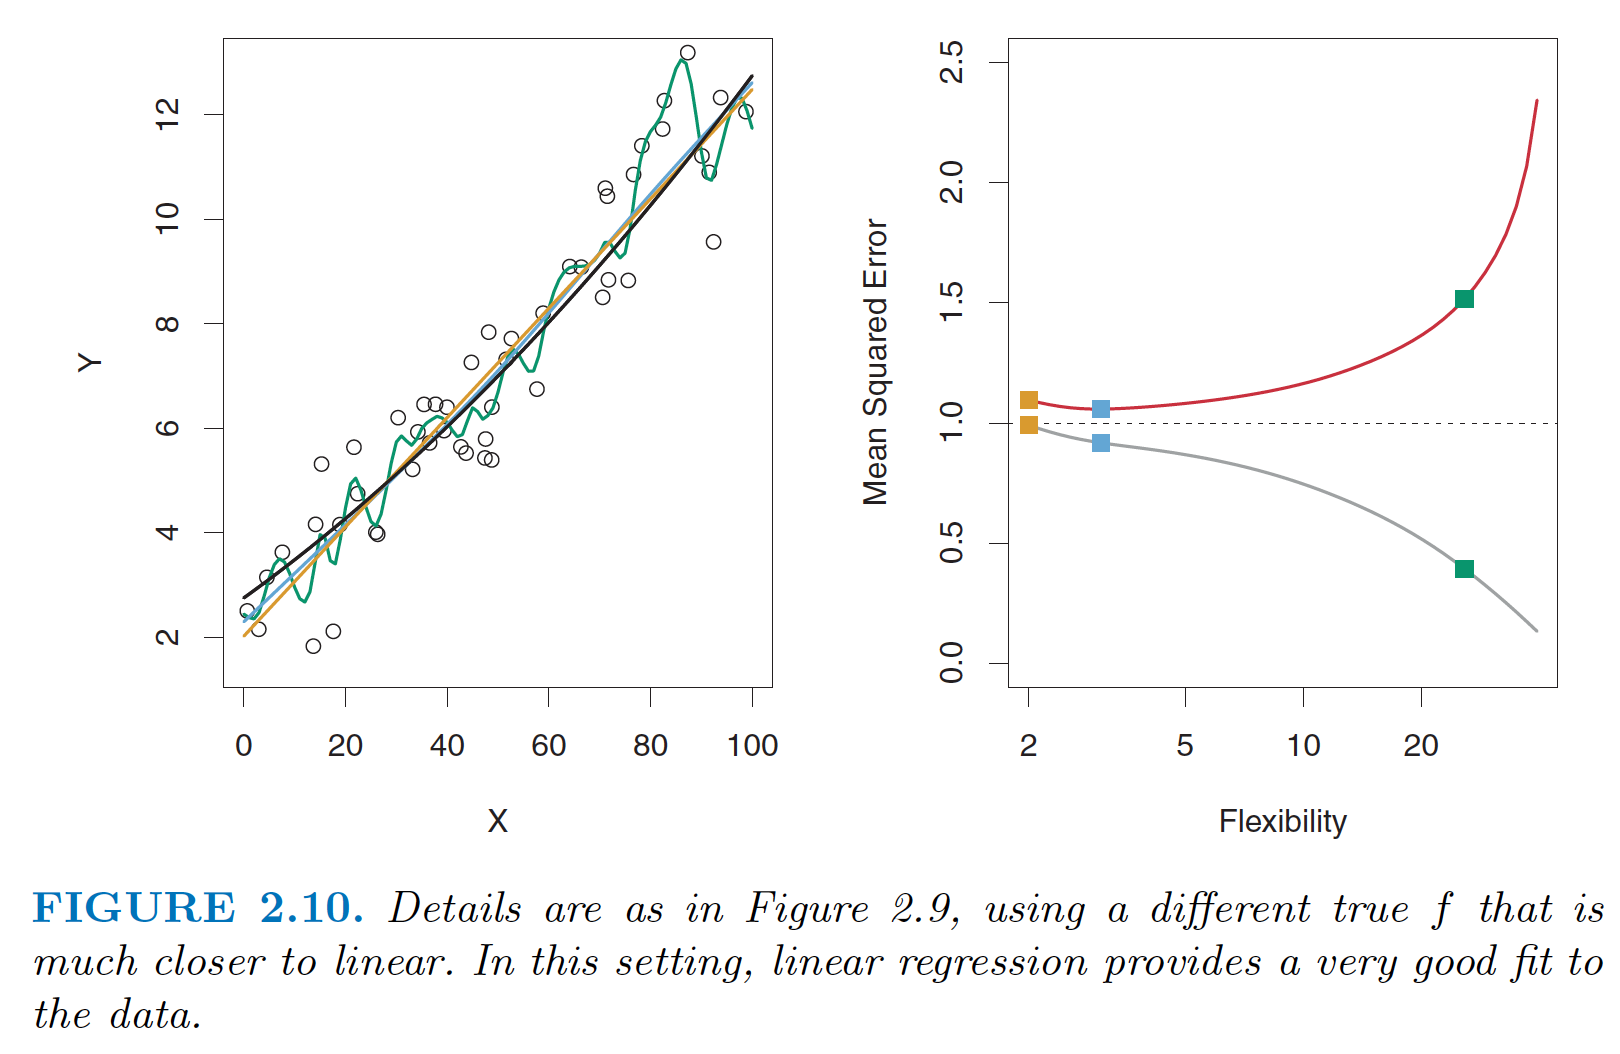 12
10
8
6
4
2
Y
0 20 40 60 80 100
X
2.5
2.0
1.5
1.0
0.5
0.0
Mean Squared Error
2 5 10 20
Flexibility
FIGURE 2.10. Details are as in Figure 2.9, using a different true f that is
much closer to linear. In this setting, linear regression provides a very good fit to
the data.